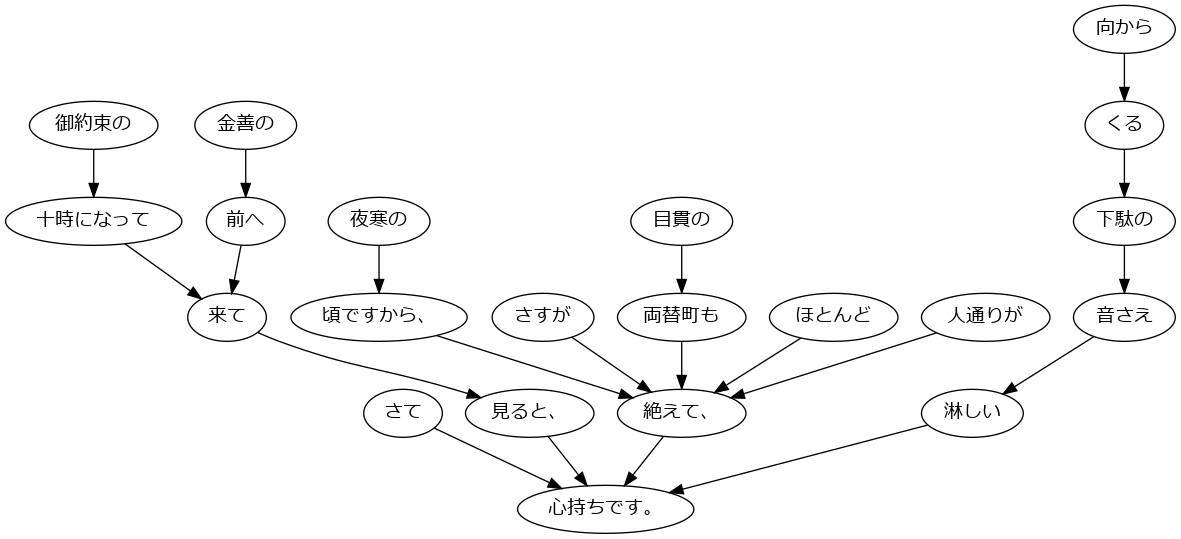 向から
御約束の
金善の
くる
十時になって
前へ
夜寒の
目貫の
下駄の
来て
頃ですから、
さすが
両替町も
ほとんど
人通りが
音さえ
さて
見ると、
絶えて、
淋しい
心持ちです。